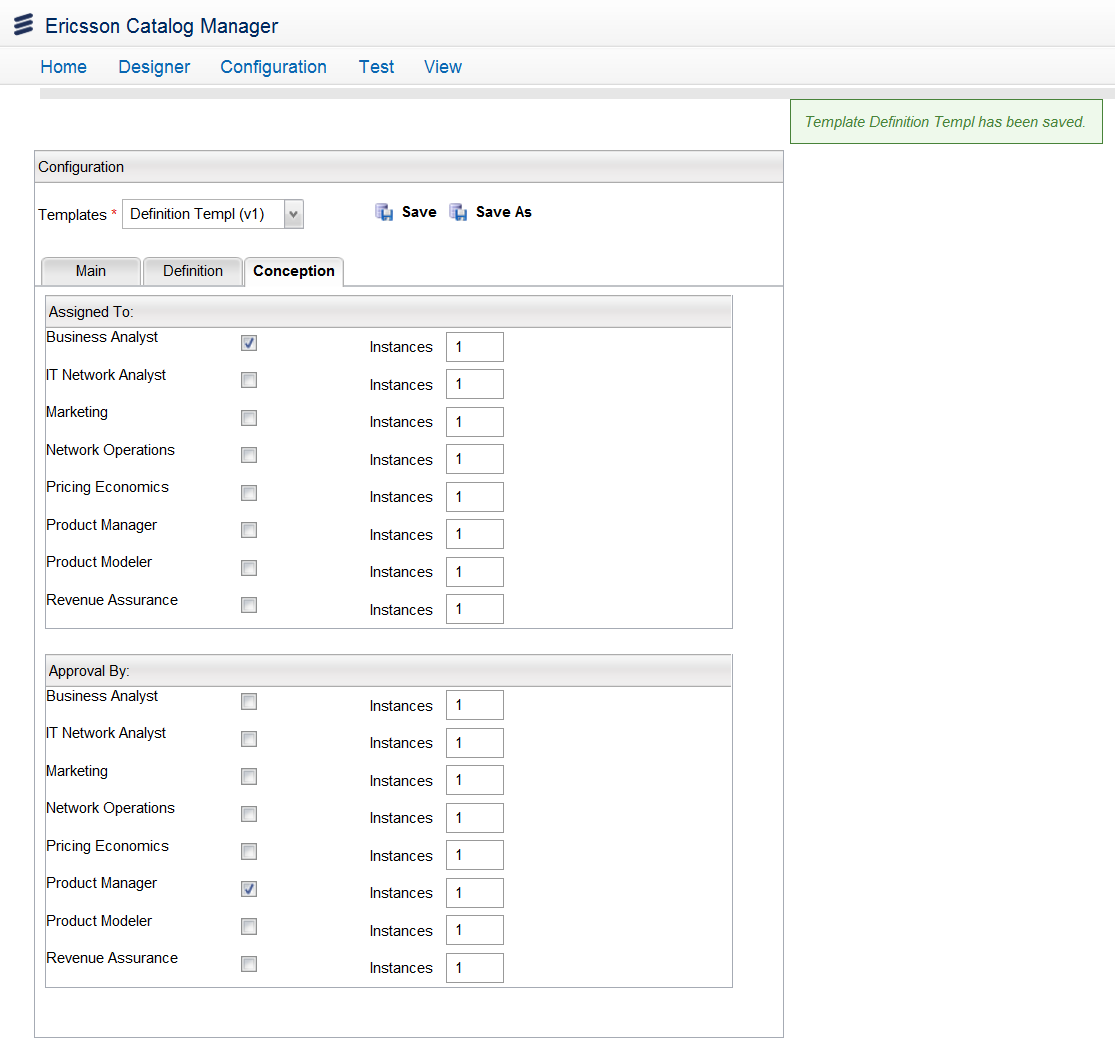 Ericsson Catalog Manager
Home Designer Configuration Test View
Template Definition Templ has been saved.
Configuration
Templates * Definition Templ (v1) Save Save As
Main Definition Conception
Assigned To:
Business Analyst Instances 1
IT Network Analyst Instances 1
Marketing Instances 1
Network Operations Instances 1
Pricing Economics Instances 1
Product Manager Instances 1
Product Modeler Instances 1
Revenue Assurance Instances 1
Approval By:
Business Analyst Instances 1
IT Network Analyst Instances 1
Marketing Instances 1
Network Operations Instances 1
Pricing Economics Instances 1
Product Manager Instances 1
Product Modeler Instances 1
Revenue Assurance Instances 1